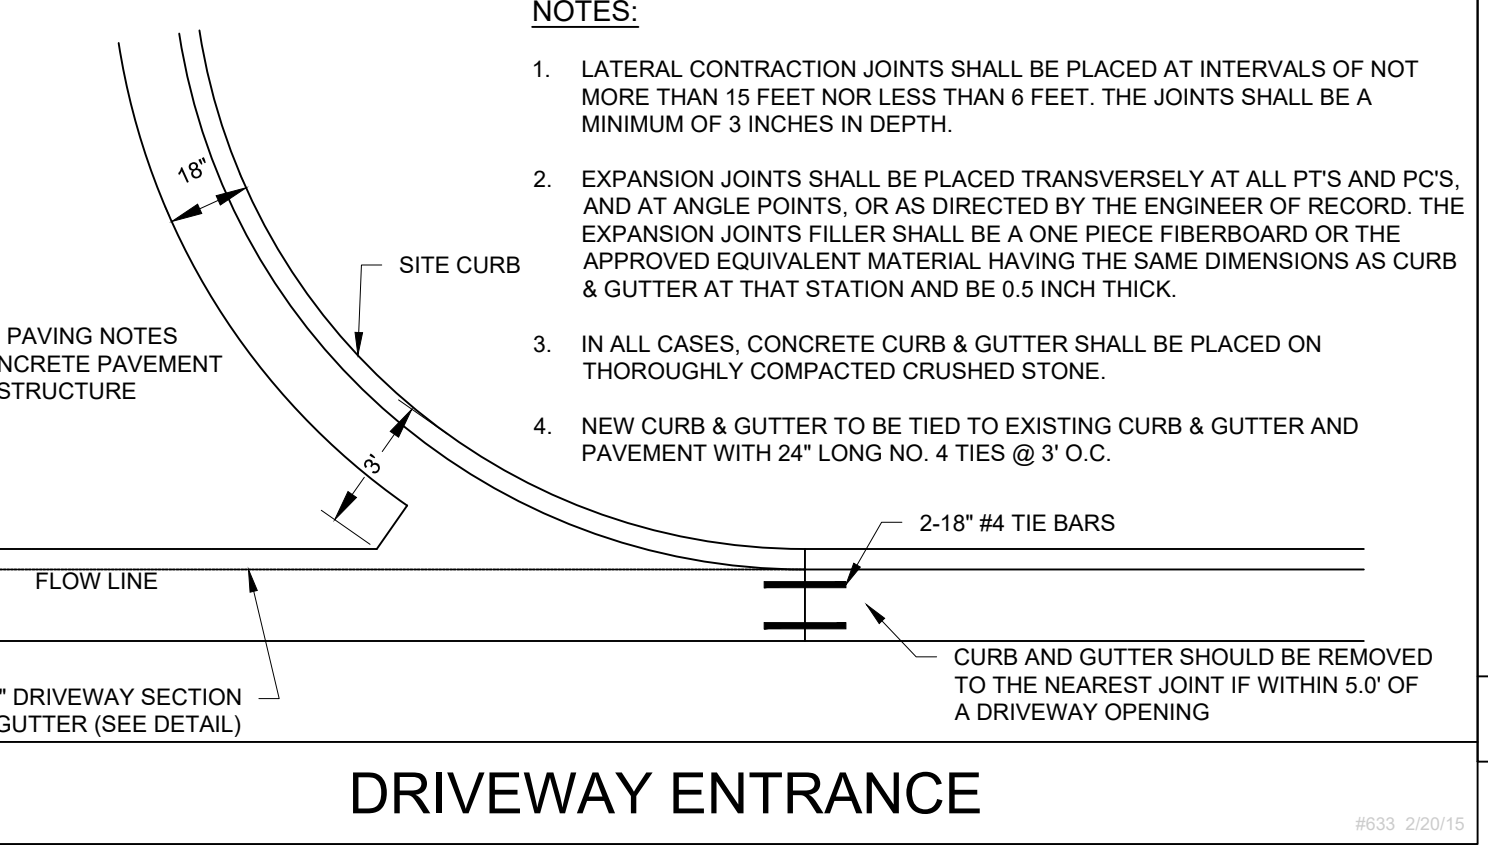 NOTES:
1. LATERAL CONTRACTION JOINTS SHALL BE PLACED AT INTERVALS OF NOT
MORE THAN 15 FEET NOR LESS THAN 6 FEET. THE JOINTS SHALL BE A
MINIMUM OF 3 INCHES IN DEPTH.
2. EXPANSION JOINTS SHALL BE PLACED TRANSVERSELY AT ALL PT'S AND PC'S,
AND AT ANGLE POINTS, OR AS DIRECTED BY THE ENGINEER OF RECORD. THE
EXPANSION JOINTS FILLER SHALL BE A ONE PIECE FIBERBOARD OR THE
APPROVED EQUIVALENT MATERIAL HAVING THE SAME DIMENSIONS AS CURB
& GUTTER AT THAT STATION AND BE 0.5 INCH THICK.
3. IN ALL CASES, CONCRETE CURB & GUTTER SHALL BE PLACED ON
THOROUGHLY COMPACTED CRUSHED STONE.
4. NEW CURB & GUTTER TO BE TIED TO EXISTING CURB & GUTTER AND
PAVEMENT WITH 24" LONG NO. 4 TIES @ 3' O.C.
18"
SITE CURB
PAVING NOTES
NCRETE PAVEMENT
STRUCTURE
3'
2-18" #4 TIE BARS
FLOW LINE
CURB AND GUTTER SHOULD BE REMOVED
TO THE NEAREST JOINT IF WITHIN 5.0' OF
A DRIVEWAY OPENING
" DRIVEWAY SECTION
GUTTER (SEE DETAIL)
DRIVEWAY ENTRANCE
#633 2/20/15